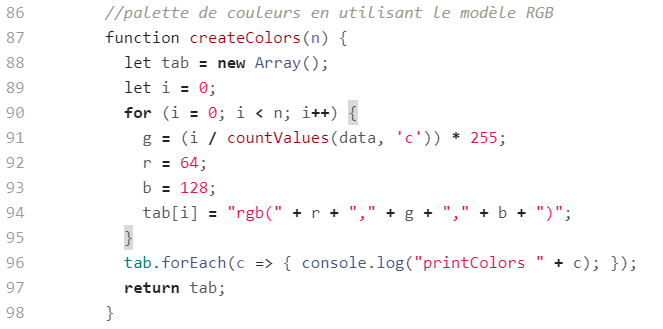 86 //palette de couleurs en utilisant le modèle RGB
87 function createColors(n) {
88 let tab = new Array();
89 let i = 0;
90 for (i = 0; i < n; i++) {
91 g = (i / countValues(data, 'c')) * 255;
92 r = 64;
93 b = 128;
94 tab[i] = "rgb(" + r + "," + g + "," + b + ")";
95 }
96 tab.forEach(c => { console.log("printColors " + c); });
97 return tab;
98 }